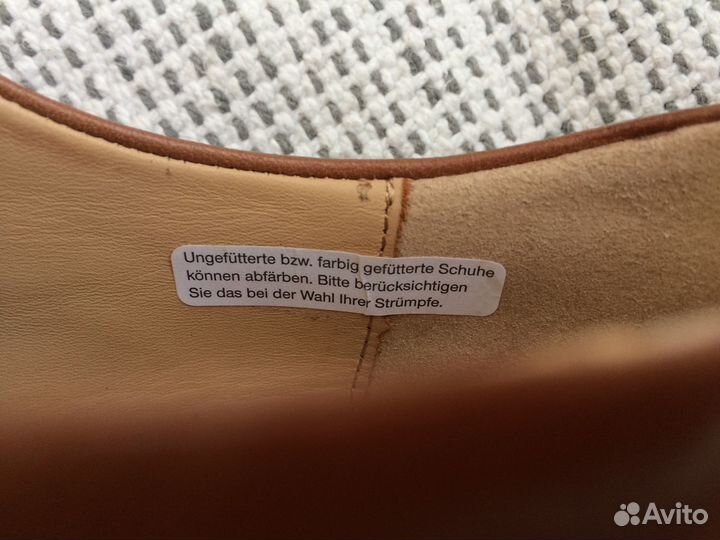 Ungefütterte bzw. farbig gefütterte Schuhe
können abfärben. Bitte berücksichtigen
Sie das bei der Wahl Ihrer Strümpfe.
Avito